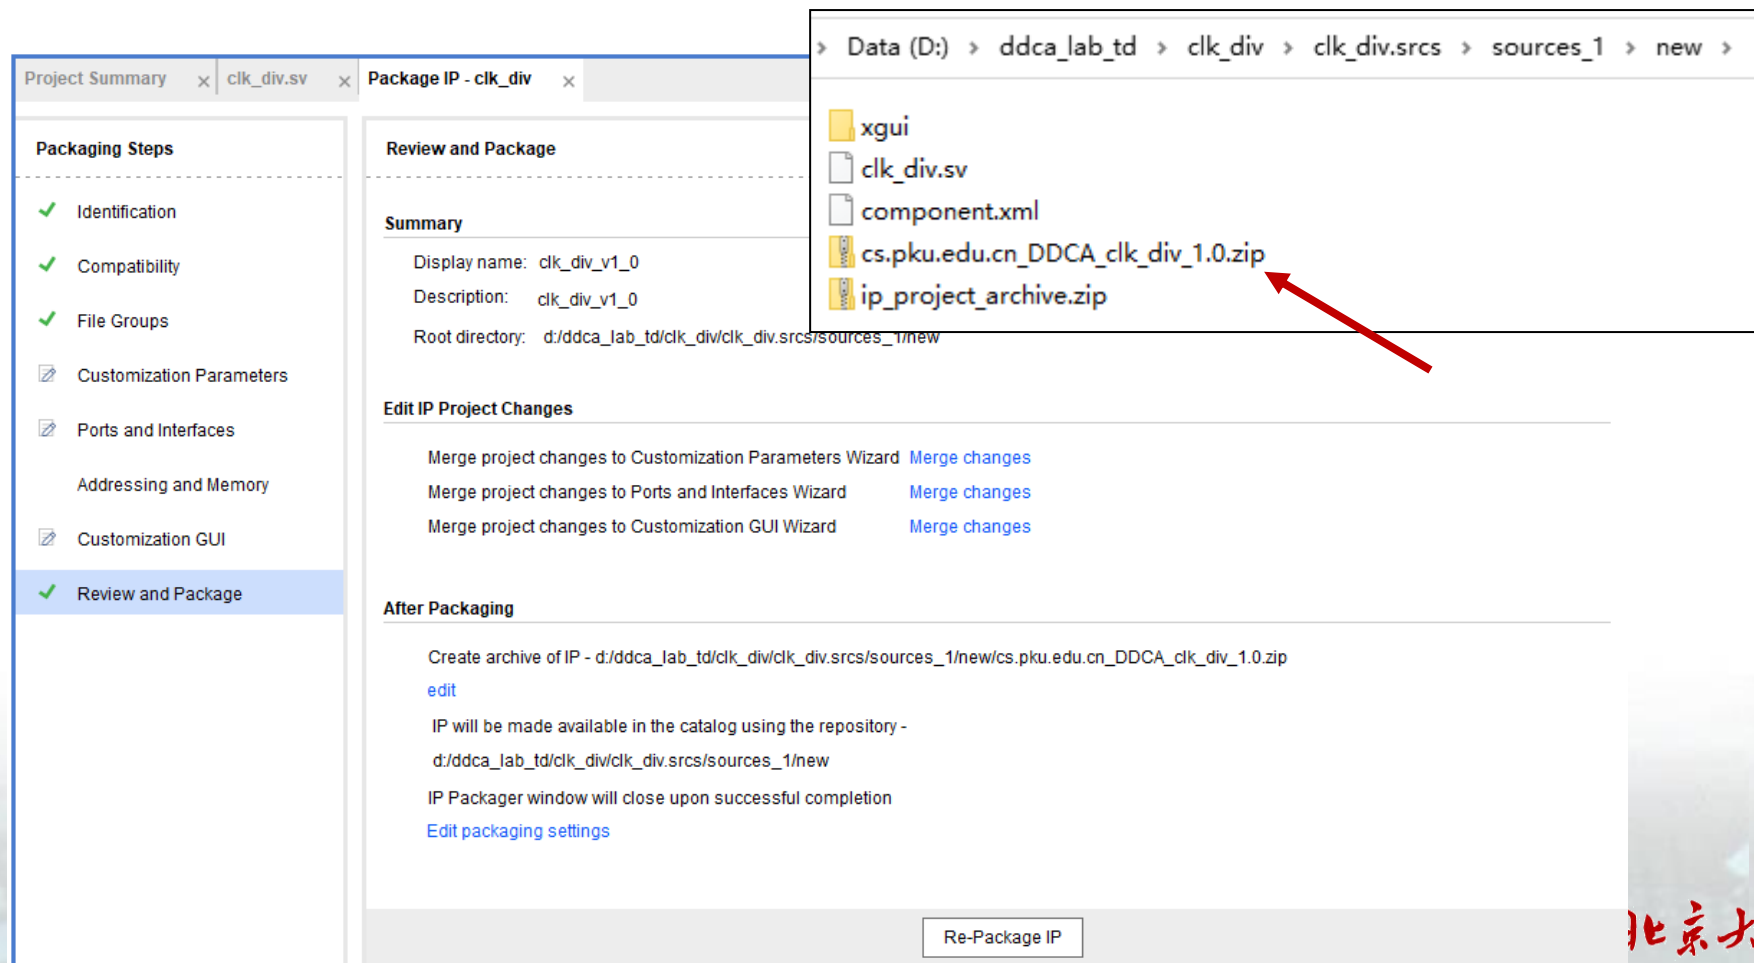 Data (D:) > ddca_lab_td > clk_div > clk_div.srcs > sources_1 > new >
xgui
clk_div.sv
component.xml
cs.pku.edu.cn_DDCA_clk_div_1.0.zip
ip_project_archive.zip
Project Summary × clk_div.sv × Package IP - clk_div ×
Packaging Steps
Identification
Compatibility
File Groups
Customization Parameters
Ports and Interfaces
Addressing and Memory
Customization GUI
Review and Package
Review and Package
Summary
Display name: clk_div_v1_0
Description: clk_div_v1_0
Root directory: d:/ddca_lab_td/clk_div/clk_div.srcs/sources_1/new
Edit IP Project Changes
Merge project changes to Customization Parameters Wizard Merge changes
Merge project changes to Ports and Interfaces Wizard Merge changes
Merge project changes to Customization GUI Wizard Merge changes
After Packaging
Create archive of IP - d:/ddca_lab_td/clk_div/clk_div.srcs/sources_1/new/cs.pku.edu.cn_DDCA_clk_div_1.0.zip
edit
IP will be made available in the catalog using the repository -
d:/ddca_lab_td/clk_div/clk_div.srcs/sources_1/new
IP Packager window will close upon successful completion
Edit packaging settings
Re-Package IP
北京大